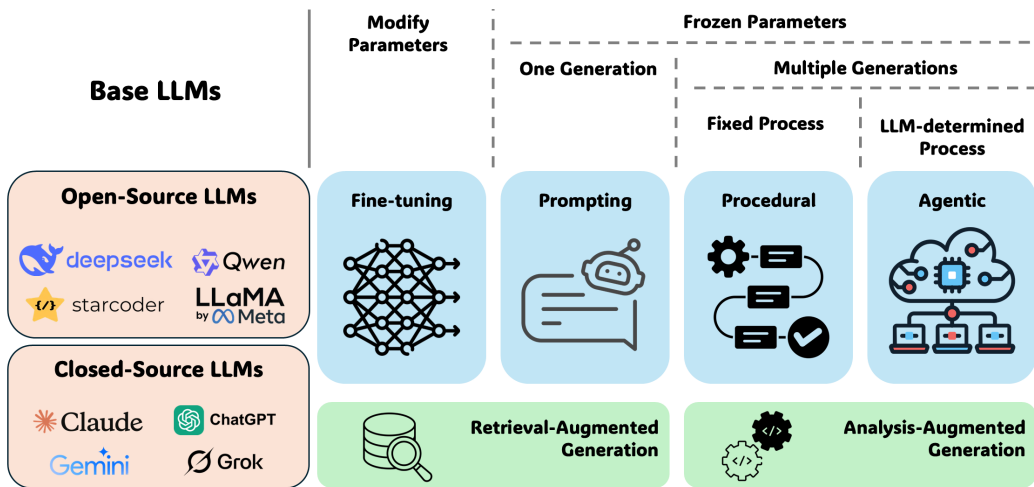 Base LLMs
Modify
Parameters
Frozen Parameters
One Generation
Multiple Generations
Fixed Process
LLM-determined
Process
Open-Source LLMs
deepseek
Qwen
{/} starcoder
LLaMA
by Meta
Closed-Source LLMs
Claude
ChatGPT
Gemini
Grok
Fine-tuning
Prompting
Procedural
Agentic
Retrieval-Augmented
Generation
</>
</>
Analysis-Augmented
Generation